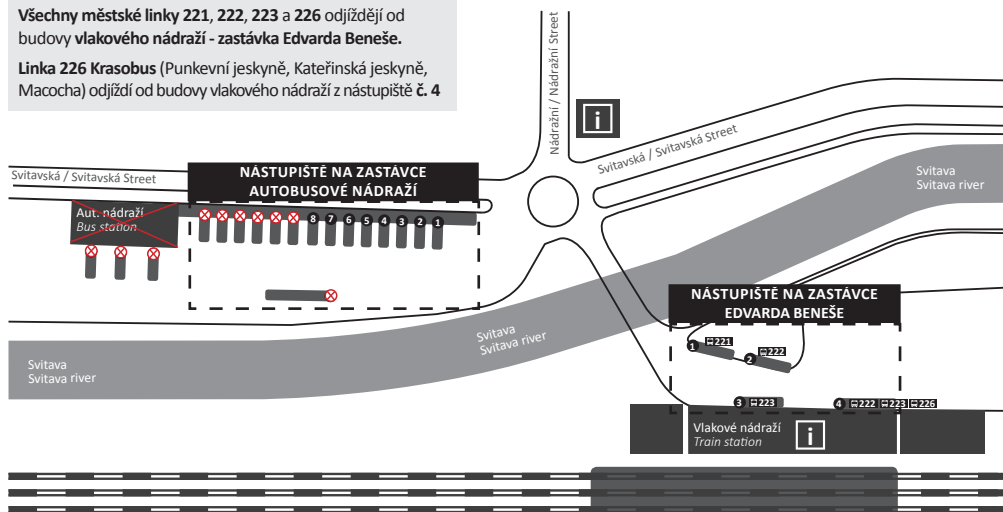 Všechny městské linky 221, 222, 223 a 226 odjíždějí od
budovy vlakového nádraží - zastávka Edvarda Beneše.
Linka 226 Krasobus (Punkevní jeskyně, Kateřinská jeskyně,
Macocha) odjíždí od budovy vlakového nádraží z nástupiště č. 4
Nádražní / Nádražní Street
i
Svitavská / Svitavská Street
Svitavská / Svitavská Street
NÁSTUPIŠTĚ NA ZASTÁVCE
AUTOBUSOVÉ NÁDRAŽÍ
Svitava
Svitava river
Aut. nádraží
Bus station
8 7 6 5 4 3 2 1
NÁSTUPIŠTĚ NA ZASTÁVCE
EDVARDA BENEŠE
Svitava
Svitava river
1 221
2 222
Svitava
Svitava river
3 223
4 222 223 226
Vlakové nádraží
Train station
i